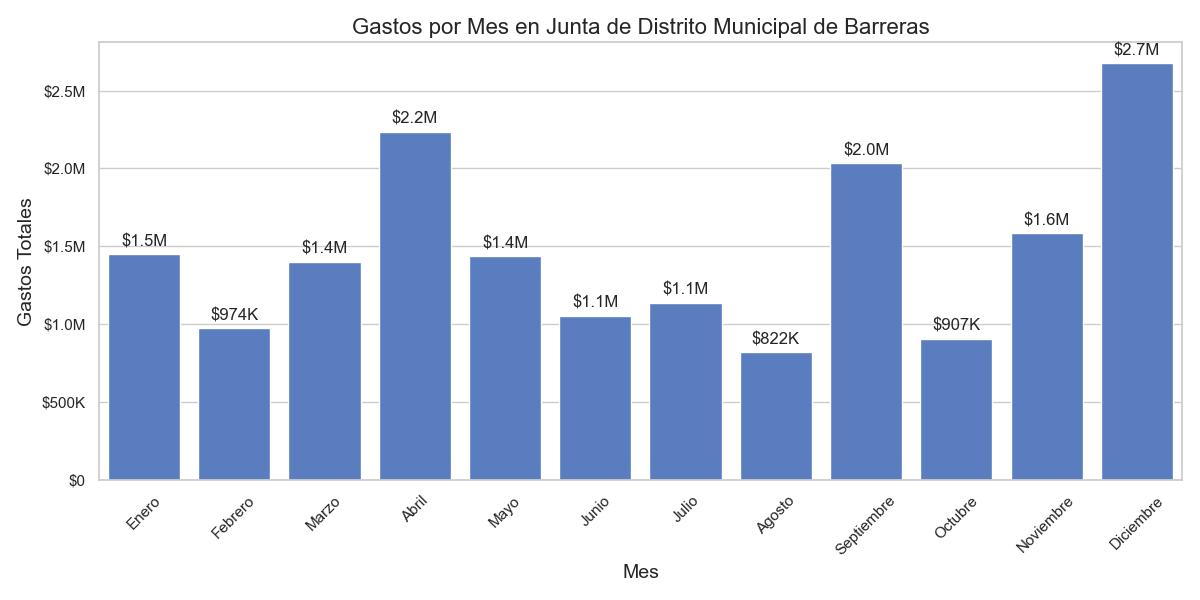 Gastos por Mes en Junta de Distrito Municipal de Barreras
Gastos Totales
$2.5M
$2.0M
$1.5M
$1.0M
$500K
$0
$1.5M
$974K
$1.4M
$2.2M
$1.4M
$1.1M
$1.1M
$822K
$2.0M
$907K
$1.6M
$2.7M
Enero
Febrero
Marzo
Abril
Mayo
Junio
Julio
Agosto
Septiembre
Octubre
Noviembre
Diciembre
Mes